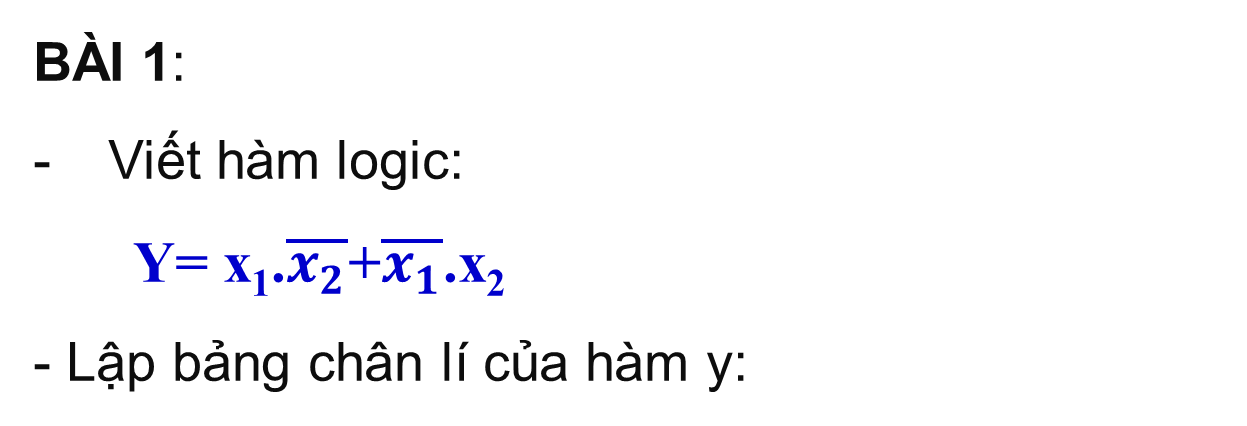 BÀI 1:
- Viết hàm logic:
Y= x₁.x̅₂+x̅₁.x₂
- Lập bảng chân lí của hàm y: